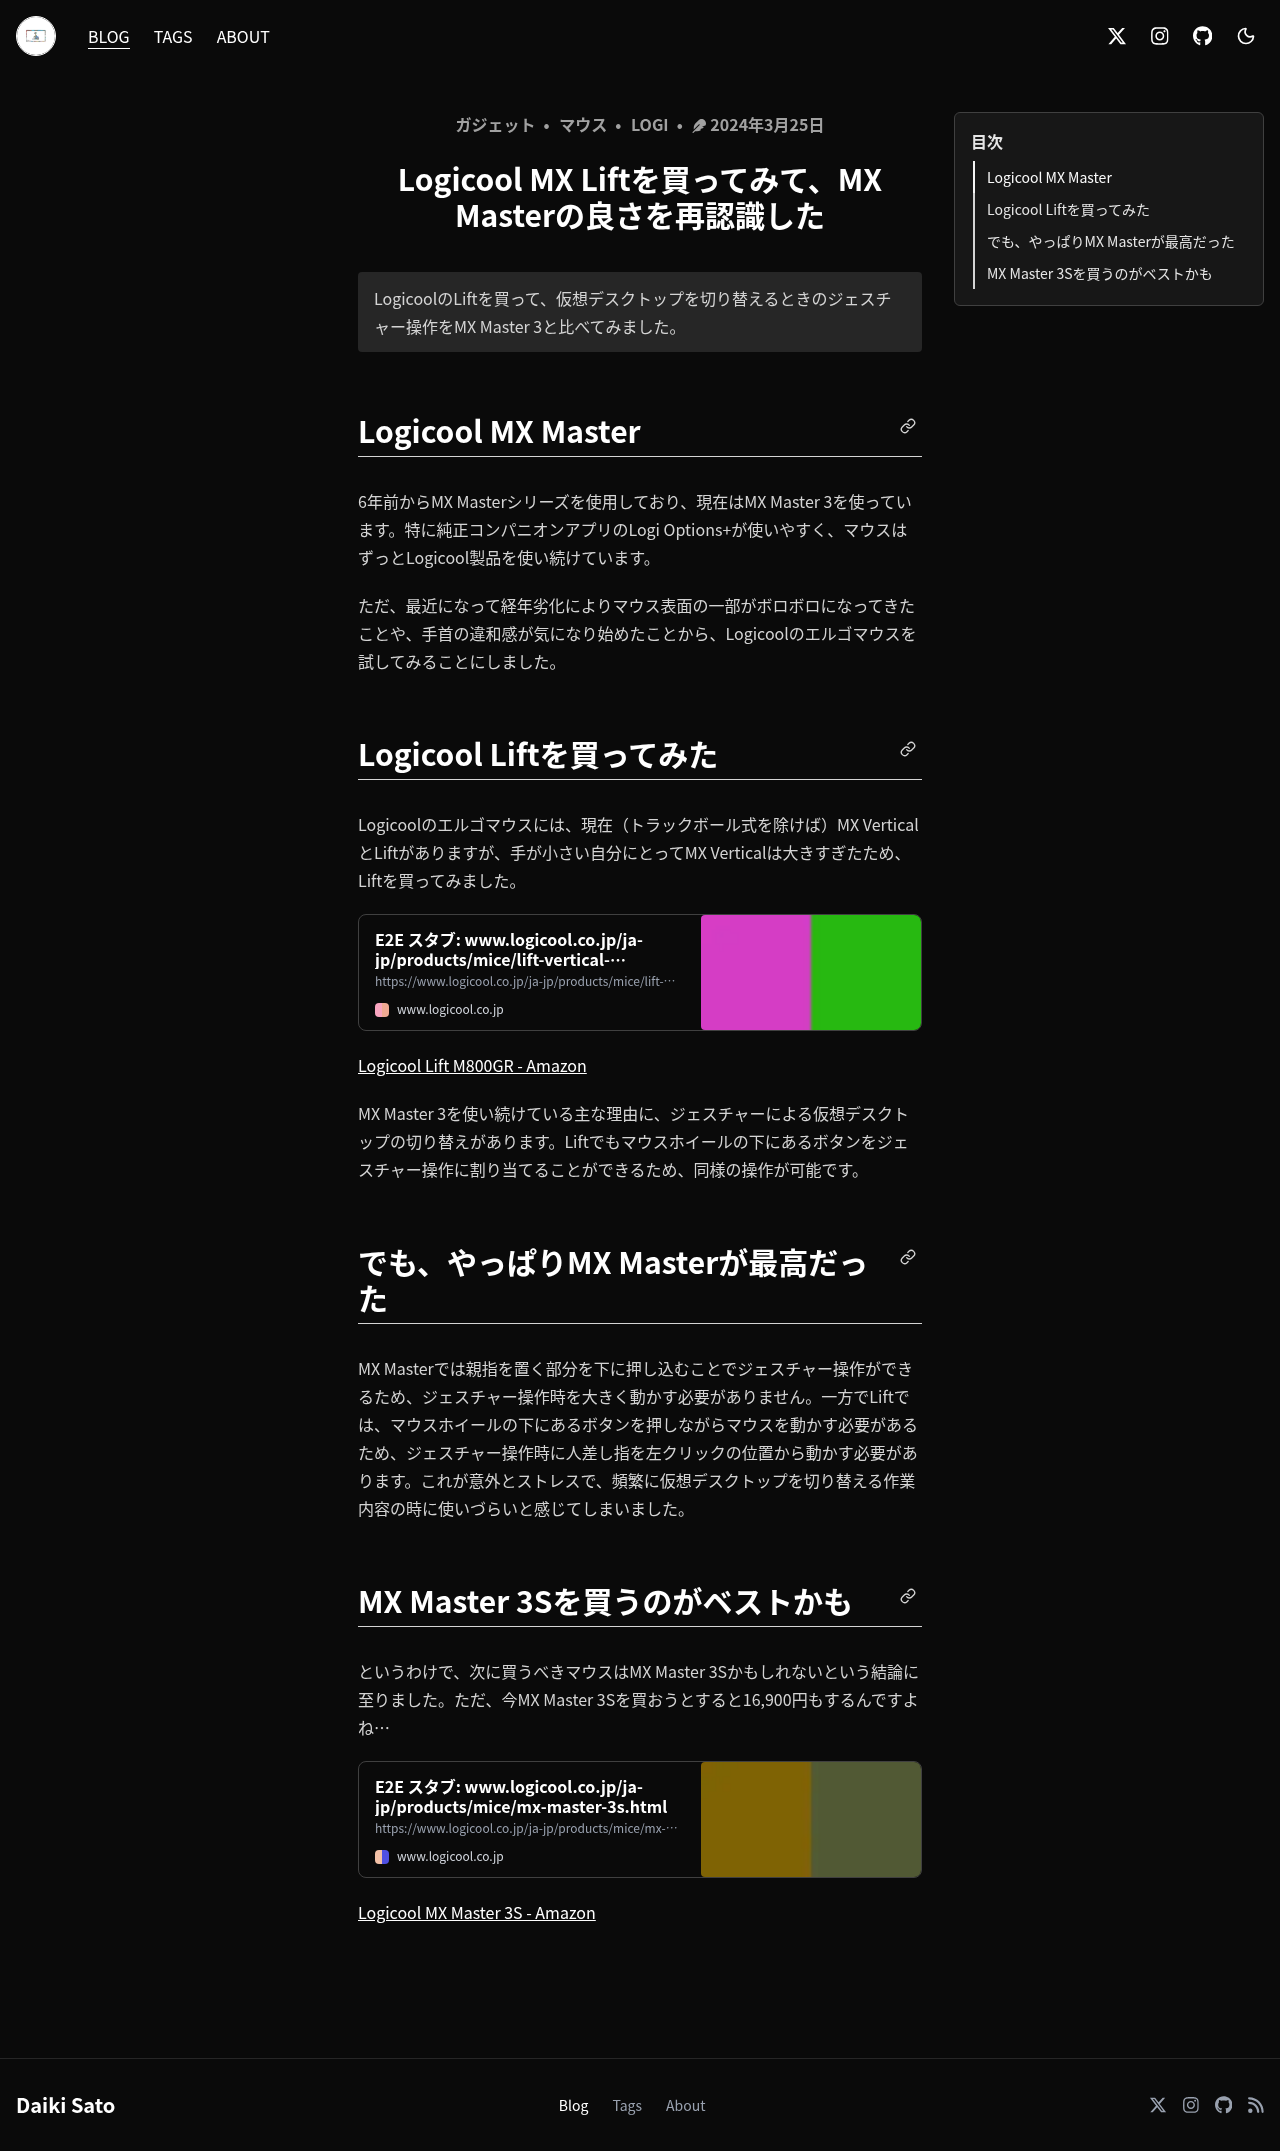 BLOG TAGS ABOUT
ガジェット • マウス • LOGI • 2024年3月25日
Logicool MX Liftを買ってみて、MX
Masterの良さを再認識した
LogicoolのLiftを買って、仮想デスクトップを切り替えるときのジェスチ
ャー操作をMX Master 3と比べてみました。
目次
Logicool MX Master
Logicool Liftを買ってみた
でも、やっぱりMX Masterが最高だった
MX Master 3Sを買うのがベストかも
Logicool MX Master
6年前からMX Masterシリーズを使用しており、現在はMX Master 3を使ってい
ます。特に純正コンパニオンアプリのLogi Options+が使いやすく、マウスは
ずっとLogicool製品を使い続けています。
ただ、最近になって経年劣化によりマウス表面の一部がボロボロになってきた
ことや、手首の違和感が気になり始めたことから、Logicoolのエルゴマウスを
試してみることにしました。
Logicool Liftを買ってみた
Logicoolのエルゴマウスには、現在（トラックボール式を除けば）MX Vertical
とLiftがありますが、手が小さい自分にとってMX Verticalは大きすぎたため、
Liftを買ってみました。
E2E スタブ: www.logicool.co.jp/ja-
jp/products/mice/lift-vertical-…
https://www.logicool.co.jp/ja-jp/products/mice/lift-…
www.logicool.co.jp
Logicool Lift M800GR - Amazon
MX Master 3を使い続けている主な理由に、ジェスチャーによる仮想デスクト
ップの切り替えがあります。Liftでもマウスホイールの下にあるボタンをジェ
スチャー操作に割り当てることができるため、同様の操作が可能です。
でも、やっぱりMX Masterが最高だっ
た
MX Masterでは親指を置く部分を下に押し込むことでジェスチャー操作ができ
るため、ジェスチャー操作時を大きく動かす必要がありません。一方でLiftで
は、マウスホイールの下にあるボタンを押しながらマウスを動かす必要がある
ため、ジェスチャー操作時に人差し指を左クリックの位置から動かす必要があ
ります。これが意外とストレスで、頻繁に仮想デスクトップを切り替える作業
内容の時に使いづらいと感じてしまいました。
MX Master 3Sを買うのがベストかも
というわけで、次に買うべきマウスはMX Master 3Sかもしれないという結論に
至りました。ただ、今MX Master 3Sを買おうとすると16,900円もするんですよ
ね…
E2E スタブ: www.logicool.co.jp/ja-
jp/products/mice/mx-master-3s.html
https://www.logicool.co.jp/ja-jp/products/mice/mx-…
www.logicool.co.jp
Logicool MX Master 3S - Amazon
Daiki Sato
Blog Tags About